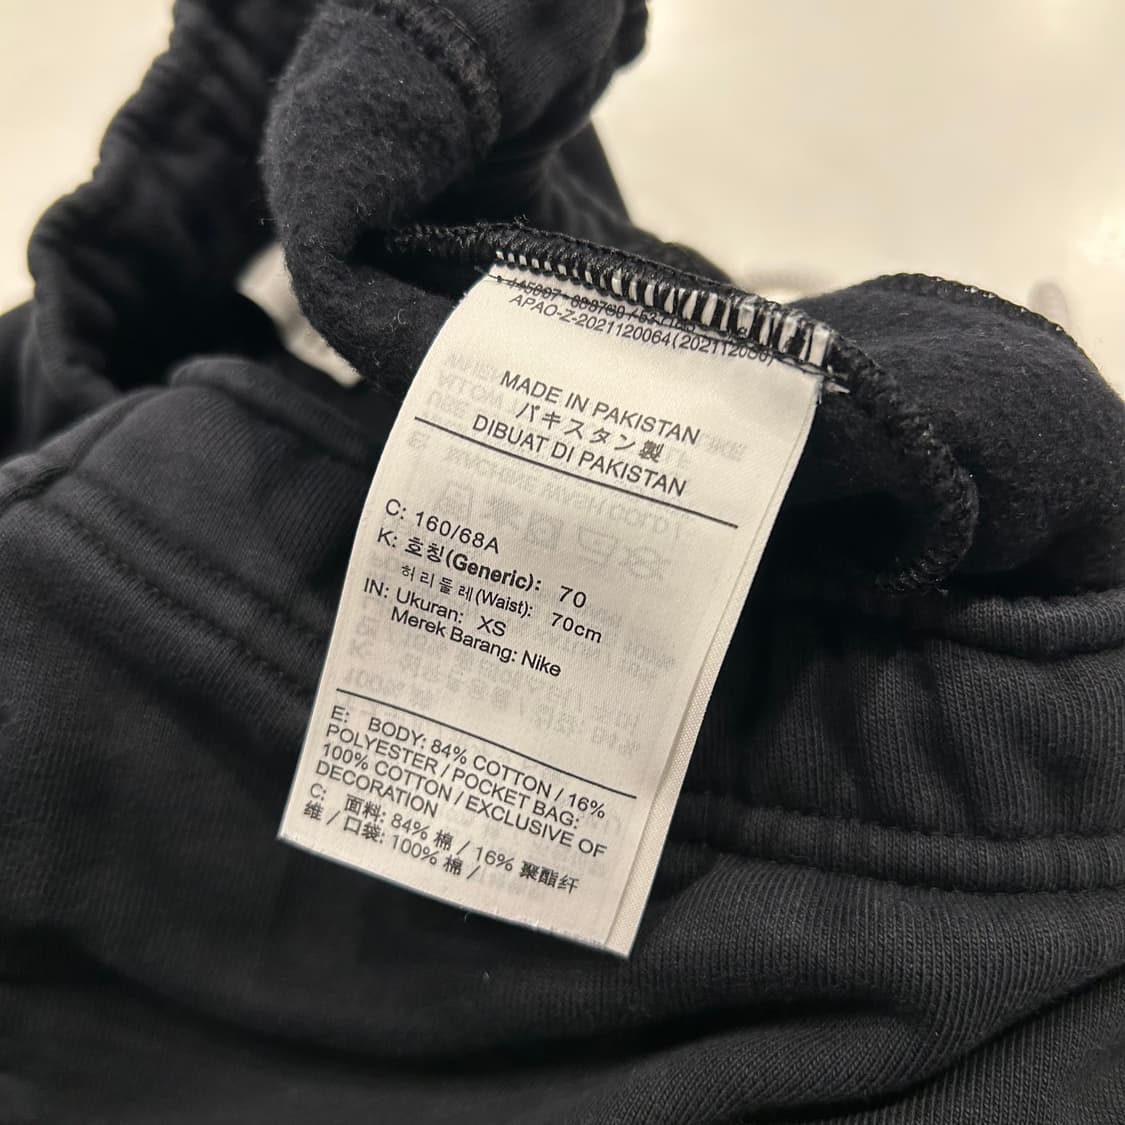 APAO-Z-2021120064(202112080)
MADE IN PAKISTAN
パキスタン製
DIBUAT DI PAKISTAN
C: 160/68A
K: 호칭(Generic): 70
허리둘레(Waist): 70cm
IN: Ukuran: XS
Merek Barang: Nike
E: BODY: 84% COTTON / 16%
POLYESTER / POCKET BAG:
100% COTTON / EXCLUSIVE OF
DECORATION
C: 面料: 84% 棉 / 16% 聚酯纤
维 / 口袋: 100% 棉 /